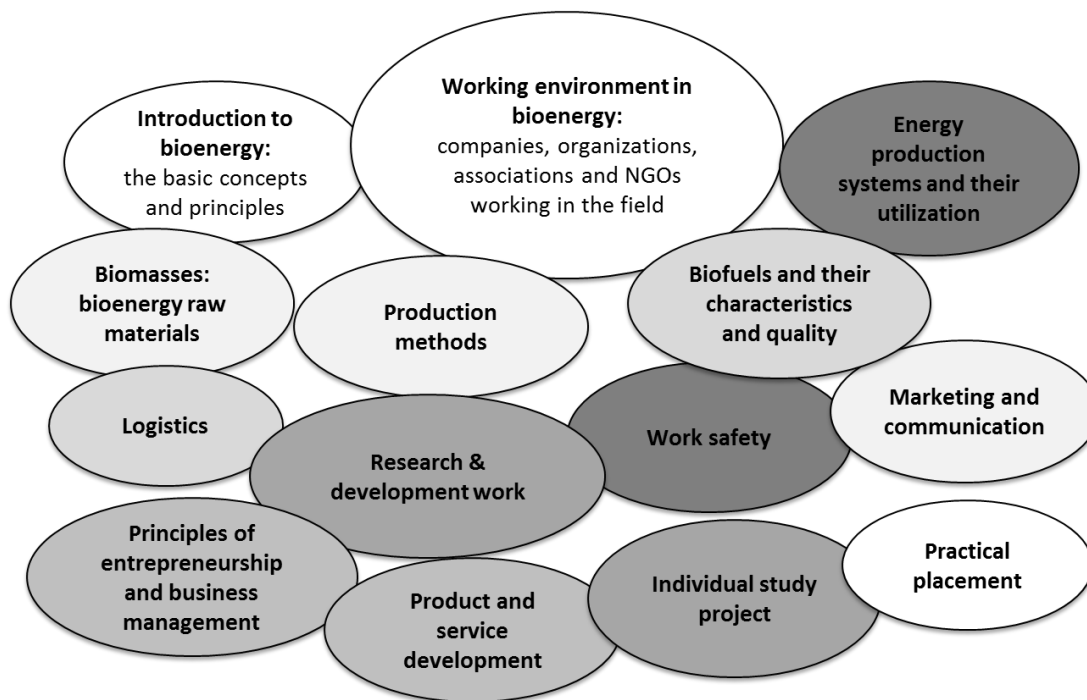 Introduction to
bioenergy:
the basic concepts
and principles
Working environment in
bioenergy:
companies, organizations,
associations and NGOs
working in the field
Energy
production
systems and their
utilization
Biomasses:
bioenergy raw
materials
Production
methods
Biofuels and their
characteristics
and quality
Logistics
Research &
development work
Work safety
Marketing and
communication
Principles of
entrepreneurship
and business
management
Product and
service
development
Individual study
project
Practical
placement